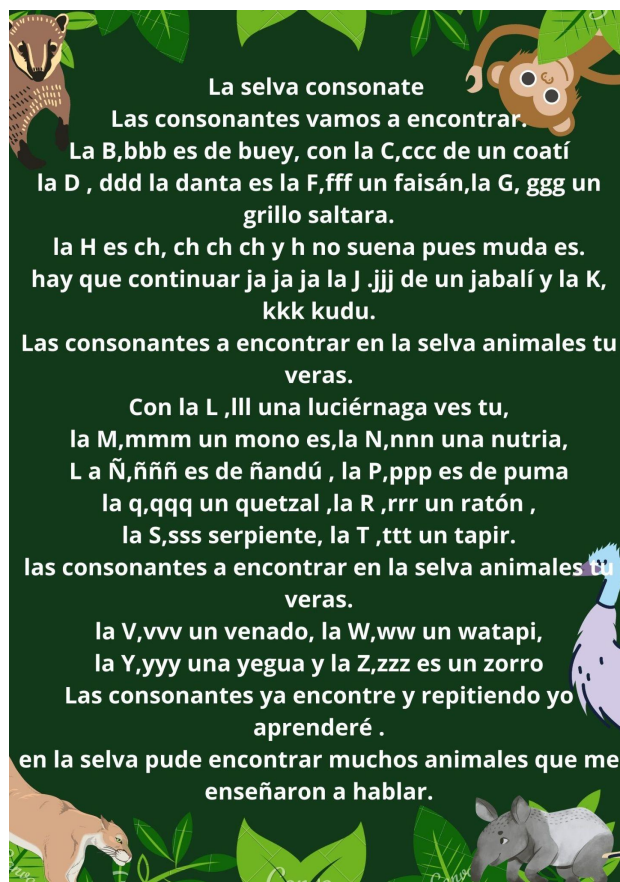 La selva consonate
Las consonantes vamos a encontrar.
La B,bbb es de buey, con la C,ccc de un coatí
la D , ddd la danta es la F,fff un faisán,la G, ggg un
grillo saltara.
la H es ch, ch ch ch y h no suena pues muda es.
hay que continuar ja ja ja la J .jjj de un jabalí y la K,
kkk kudu.
Las consonantes a encontrar en la selva animales tu
veras.
Con la L ,lll una luciérnaga ves tu,
la M,mmm un mono es,la N,nnn una nutria,
L a Ñ,ñññ es de ñandú , la P,ppp es de puma
la q,qqq un quetzal ,la R ,rrr un ratón ,
la S,sss serpiente, la T ,ttt un tapir.
las consonantes a encontrar en la selva animales tu
veras.
la V,vvv un venado, la W,ww un watapi,
la Y,yyy una yegua y la Z,zzz es un zorro
Las consonantes ya encontre y repitiendo yo
aprenderé .
en la selva pude encontrar muchos animales que me
enseñaron a hablar.